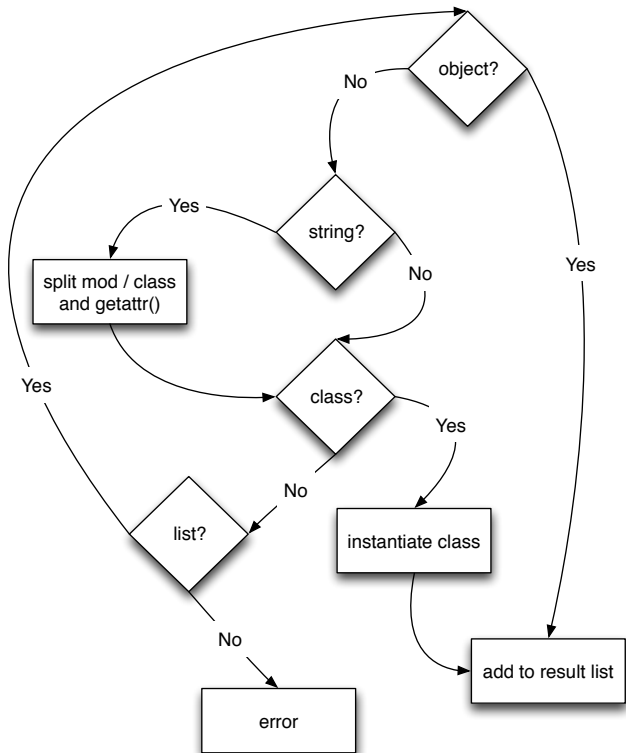 object?
No
string?
Yes
No
Yes
split mod / class
and getattr()
class?
Yes
Yes
No
list?
instantiate class
No
add to result list
error